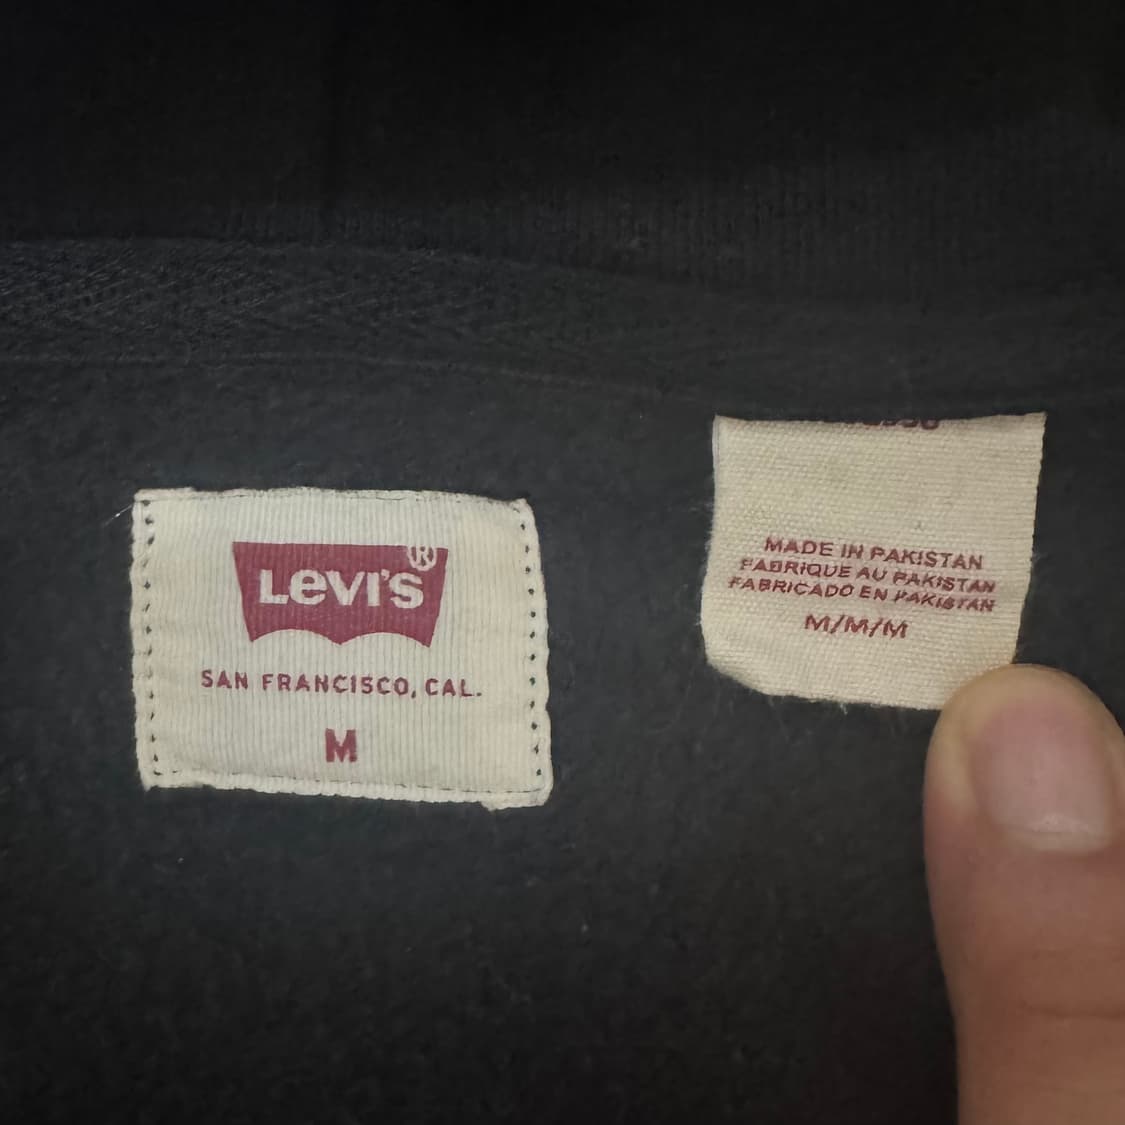 LEVI'S®
SAN FRANCISCO, CAL.
M
MADE IN PAKISTAN
FABRIQUE AU PAKISTAN
FABRICADO EN PAKISTAN
M/M/M